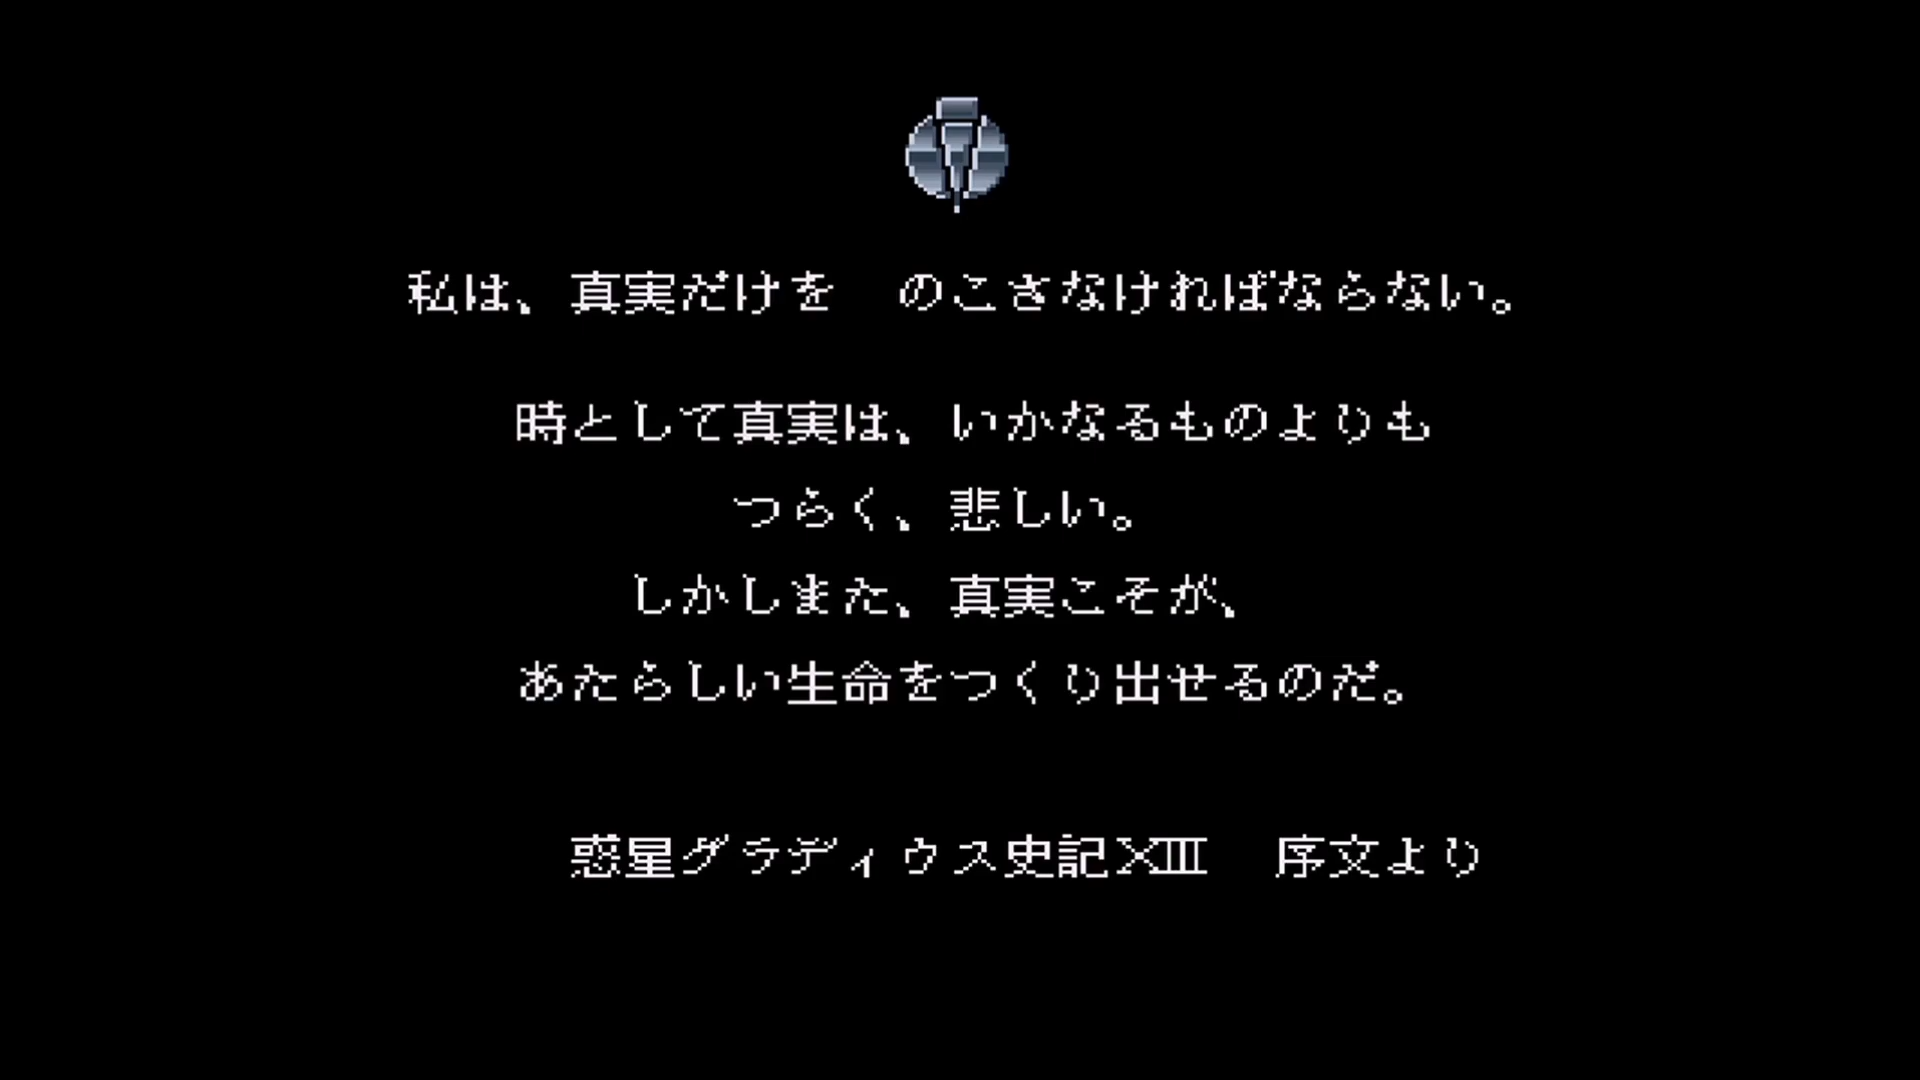 私は、真実だけを　のこさなければならない。
時として真実は、いかなるものよりも
つらく、悲しい。
しかしまた、真実こそが、
あたらしい生命をつくり出せるのだ。
惑星グラディウス史記XIII　序文より